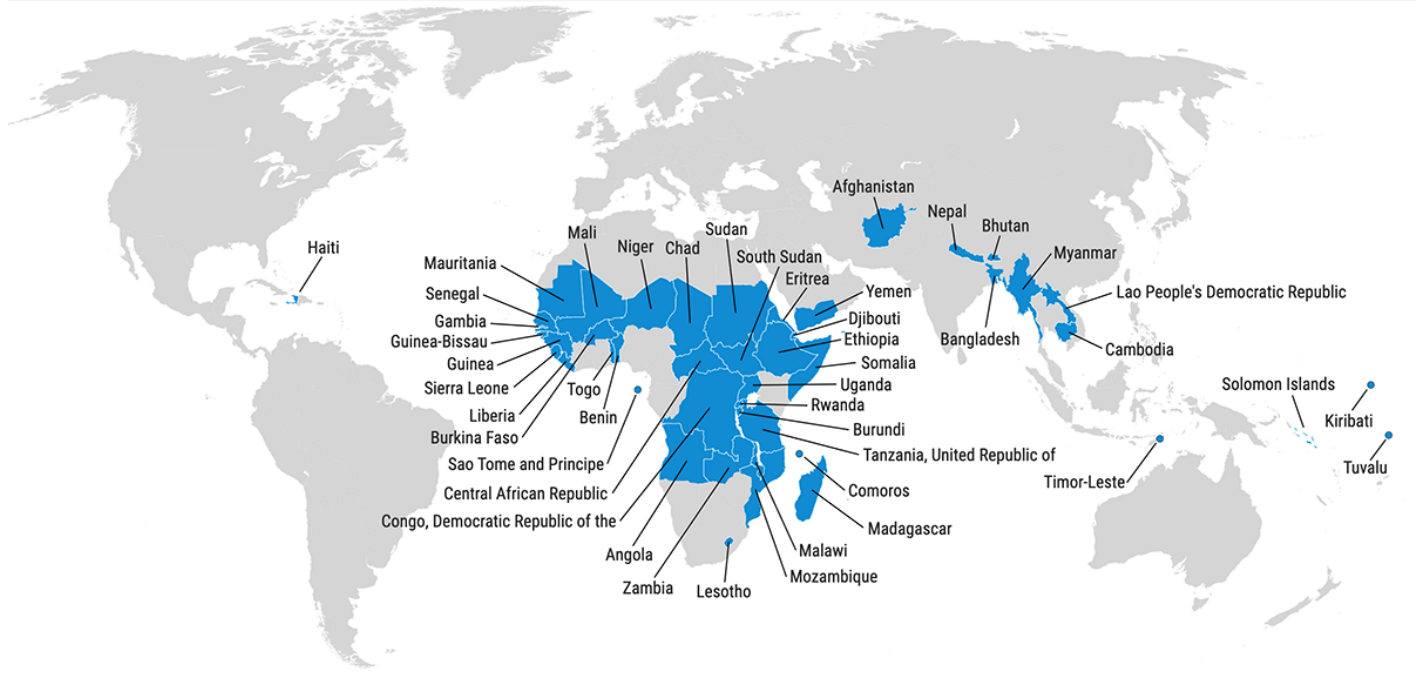 Afghanistan
Nepal
Bhutan
Sudan
Mali
Niger
Chad
Haiti
Myanmar
South Sudan
Mauritania
Eritrea
Yemen
Senegal
Lao People's Democratic Republic
Djibouti
Gambia
Guinea-Bissau
Ethiopia
Bangladesh
Cambodia
Guinea
Somalia
Sierra Leone
Togo
Uganda
Solomon Islands
Rwanda
Liberia
Benin
Kiribati
Burundi
Burkina Faso
Tanzania, United Republic of
Sao Tome and Principe
Tuvalu
Timor-Leste
Central African Republic
Comoros
Congo, Democratic Republic of the
Madagascar
Angola
Malawi
Mozambique
Zambia
Lesotho